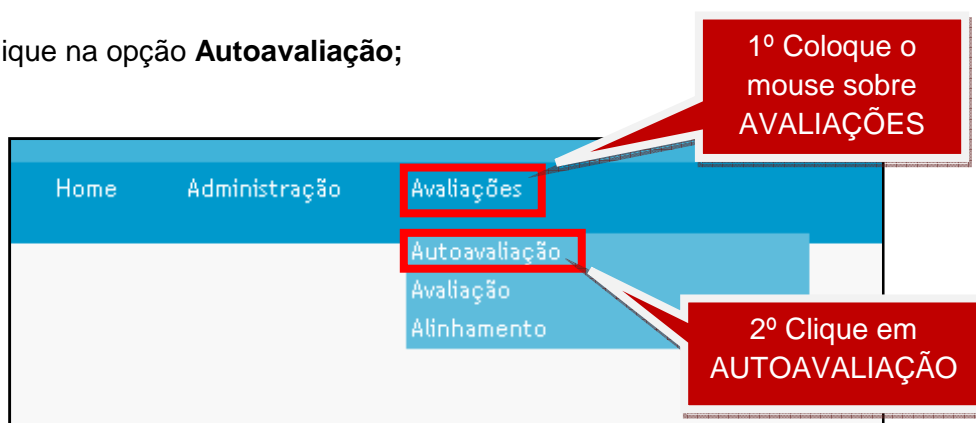 ique na opção Autoavaliação;
1º Coloque o
mouse sobre
AVALIAÇÕES
Home Administração Avaliações
Autoavaliação
Avaliação
Alinhamento
2º Clique em
AUTOAVALIAÇÃO